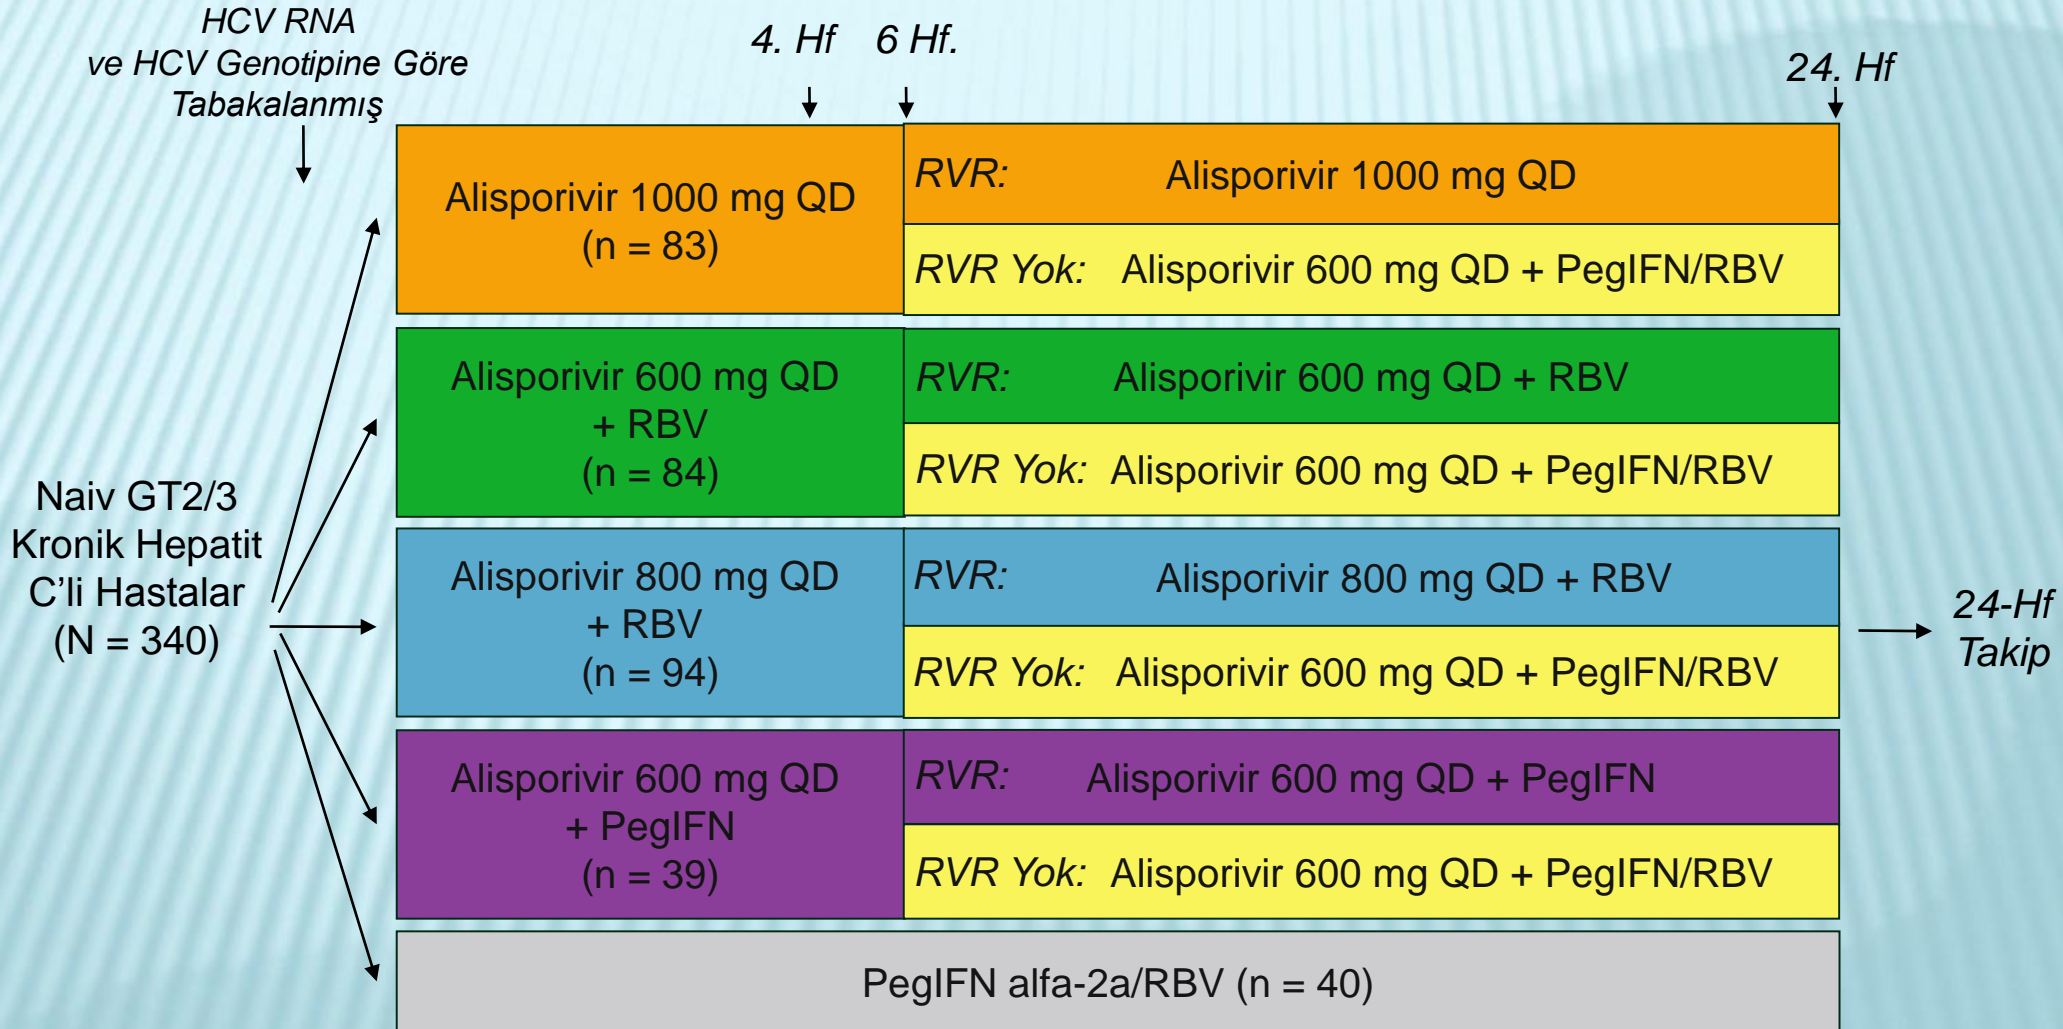 HCV RNA
ve HCV Genotipine Göre
Tabakalanmış
4. Hf
6 Hf.
24. Hf
Naiv GT2/3
Kronik Hepatit
C’li Hastalar
(N = 340)
Alisporivir 1000 mg QD
(n = 83)
RVR: Alisporivir 1000 mg QD
RVR Yok: Alisporivir 600 mg QD + PegIFN/RBV
Alisporivir 600 mg QD
+ RBV
(n = 84)
RVR: Alisporivir 600 mg QD + RBV
RVR Yok: Alisporivir 600 mg QD + PegIFN/RBV
Alisporivir 800 mg QD
+ RBV
(n = 94)
RVR: Alisporivir 800 mg QD + RBV
RVR Yok: Alisporivir 600 mg QD + PegIFN/RBV
Alisporivir 600 mg QD
+ PegIFN
(n = 39)
RVR: Alisporivir 600 mg QD + PegIFN
RVR Yok: Alisporivir 600 mg QD + PegIFN/RBV
PegIFN alfa-2a/RBV (n = 40)
24-Hf
Takip